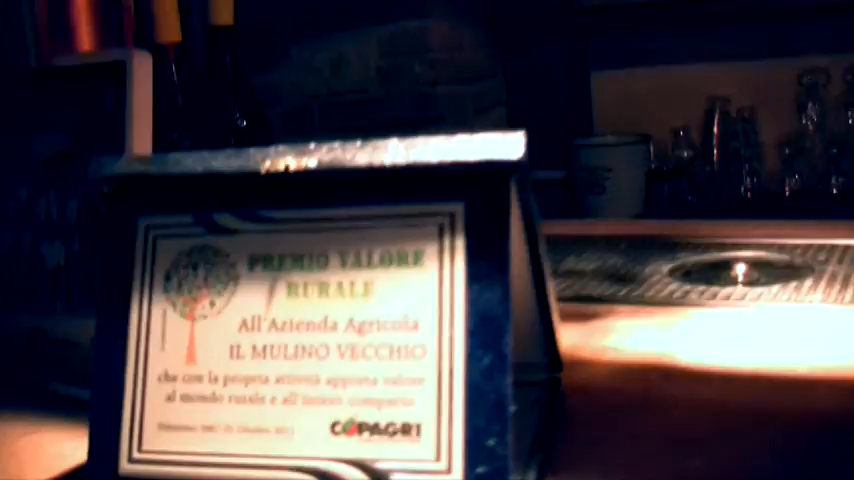 PREMIO VALORE
RURALE
All'Azienda Agricola
IL MULINO VECCHIO
che con la propria attività apporta valore
al mondo rurale e all'intero comparto
COPAGRI